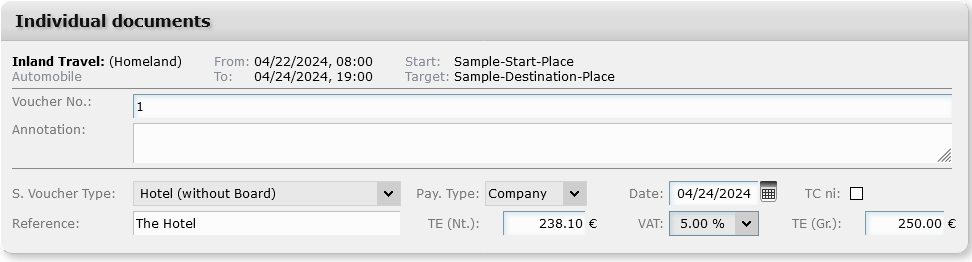 Individual documents
Inland Travel: (Homeland) From: 04/22/2024, 08:00 Start: Sample-Start-Place
Automobile To: 04/24/2024, 19:00 Target: Sample-Destination-Place
Voucher No.: 1
Annotation:
S. Voucher Type: Hotel (without Board) Pay. Type: Company Date: 04/24/2024 TC ni:
Reference: The Hotel TE (Nt.): 238.10 € VAT: 5.00 % TE (Gr.): 250.00 €